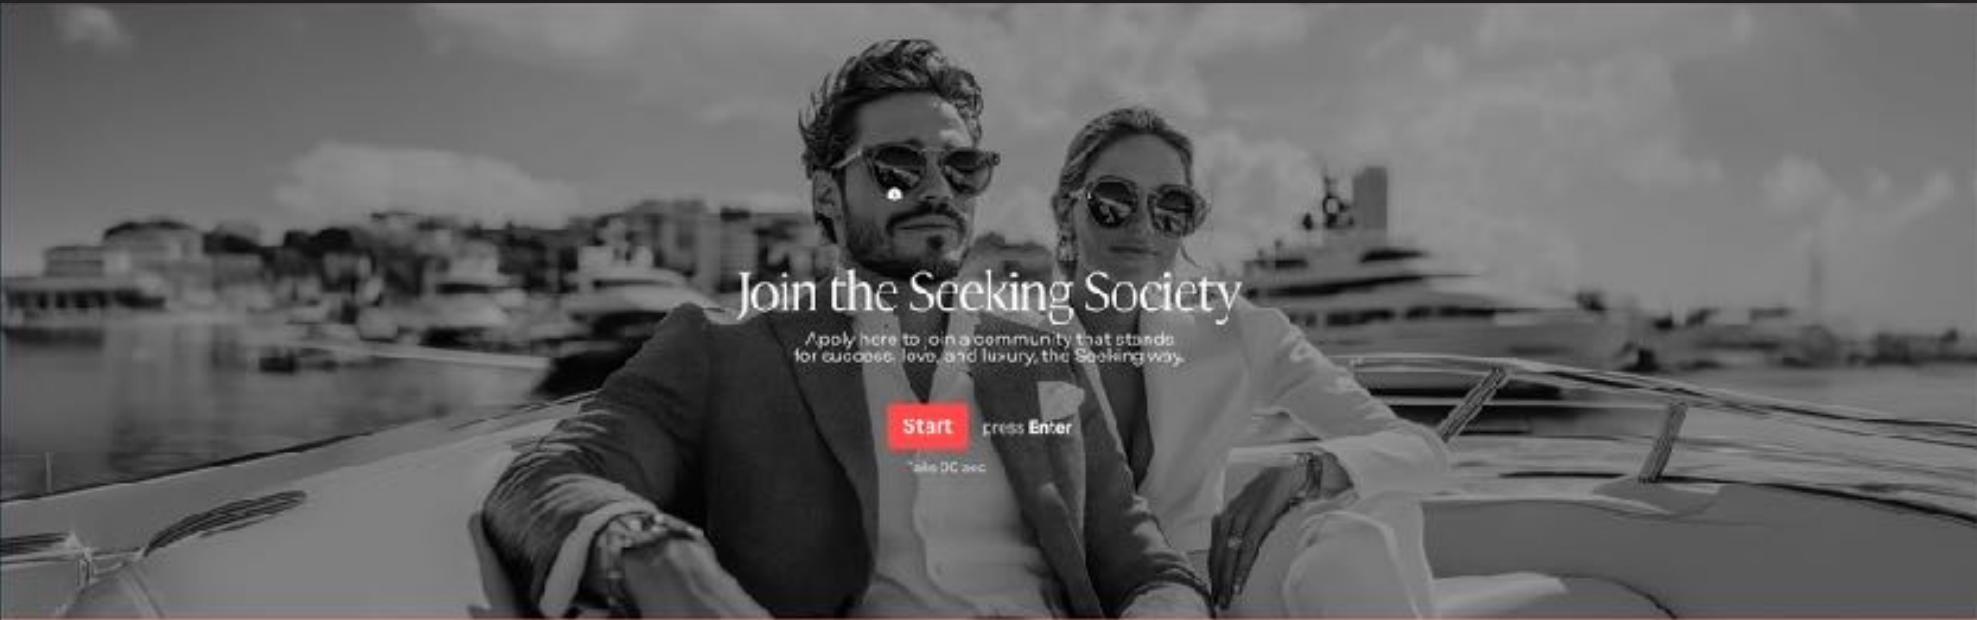 Join the Seeking Society
Apply here to join a community that stands
for success, love, and luxury, the Seeking way.
Start
press Enter